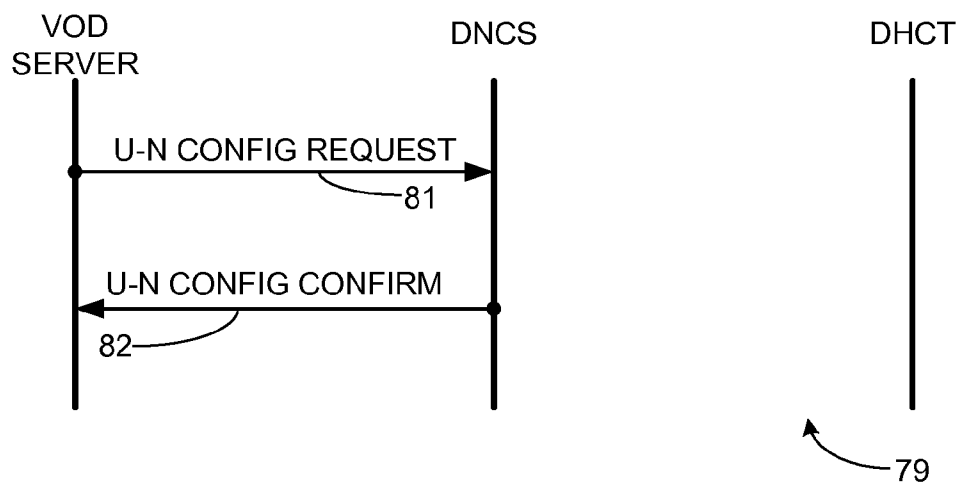 VOD
SERVER
DNCS
DHCT
U-N CONFIG REQUEST
81
U-N CONFIG CONFIRM
82
79